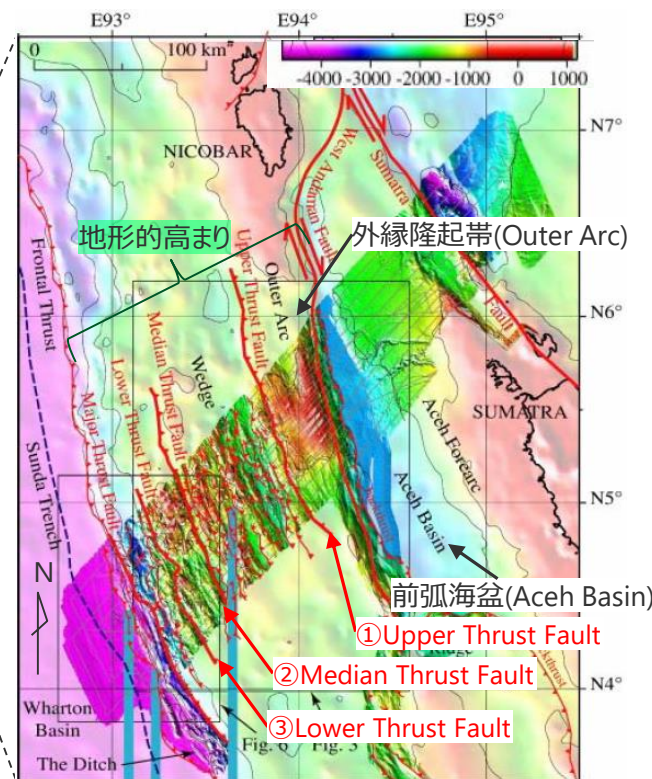 E93° E94° E95°
0 100 km
-4000 -3000 -2000 -1000 0 1000
N7°
NICOBAR
West Andaman Fault
Sumatra
Fault
地形的高まり
外縁隆起帯(Outer Arc)
Frontal Thrust
Upper Thrust Fault
Outer Arc
N6°
Median Thrust Fault
Lower Thrust Fault
Wedge
Major Thrust Fault
SUMATRA
Sunda Trench
Aceh Forearc
Aceh Basin
N5°
N
前弧海盆(Aceh Basin)
①Upper Thrust Fault
②Median Thrust Fault
N4°
Wharton
Basin
③Lower Thrust Fault
Fig. 6
The Ditch